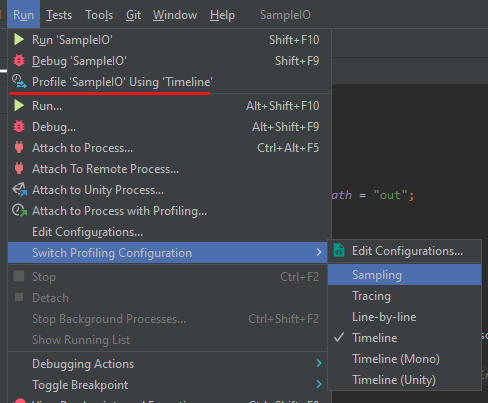 Run Tests Tools Git Window Help SampleIO
Run 'SampleIO' Shift+F10
Debug 'SampleIO' Shift+F9
Profile 'SampleIO' Using 'Timeline'
Run... Alt+Shift+F10
Debug... Alt+Shift+F9
Attach to Process... Ctrl+Alt+F5
Attach To Remote Process...
Attach to Unity Process...
ath = "out";
Attach to Process with Profiling...
Edit Configurations...
Switch Profiling Configuration
Edit Configurations...
Sampling
Tracing
Line-by-line
Timeline
Timeline (Mono)
Timeline (Unity)
Stop Ctrl+F2
Detach
Stop Background Processes... Ctrl+Shift+F2
Show Running List
Debugging Actions
Toggle Breakpoint